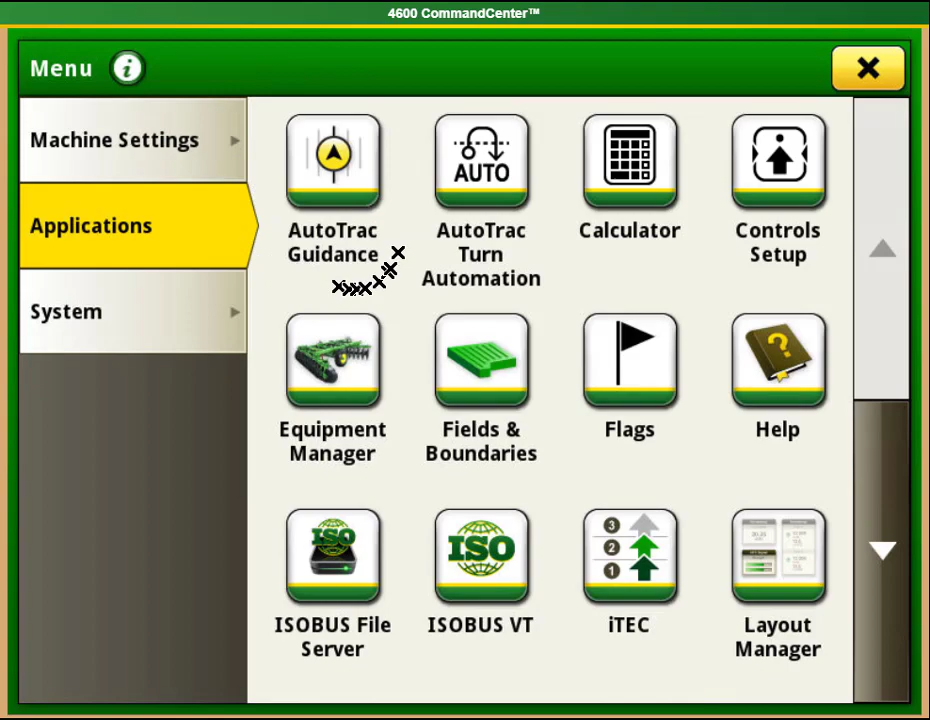 4600 CommandCenter™
Menu
Machine Settings
Applications
System
AutoTrac
Guidance
AUTO
AutoTrac
Turn
Automation
Calculator
Controls
Setup
Equipment
Manager
Fields &
Boundaries
Flags
?
Help
ISO
ISOBUS File
Server
ISO
ISOBUS VT
3
2
1
iTEC
Layout
Manager